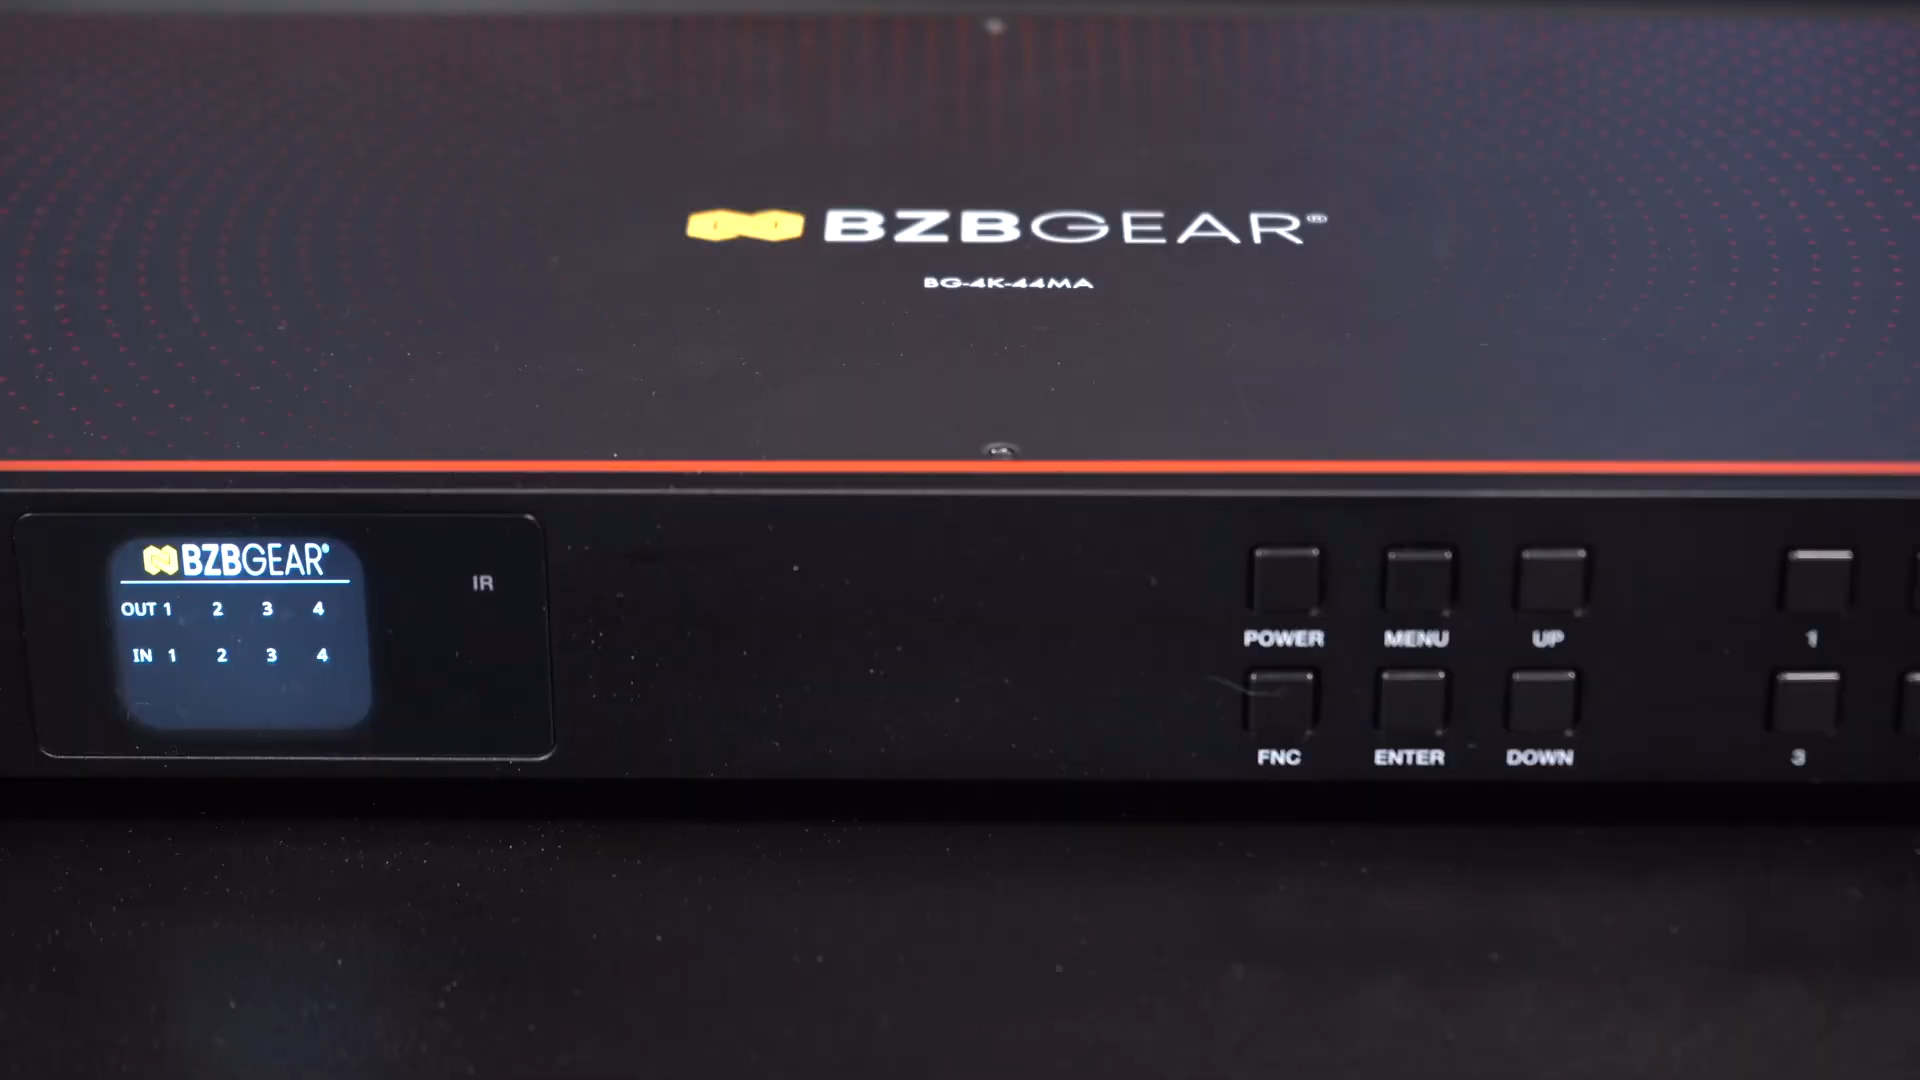 BZBGEAR®
BG-4K-44MA
BZBGEAR®
OUT 1 2 3 4
IN 1 2 3 4
IR
POWER MENU UP 1
FNC ENTER DOWN 3